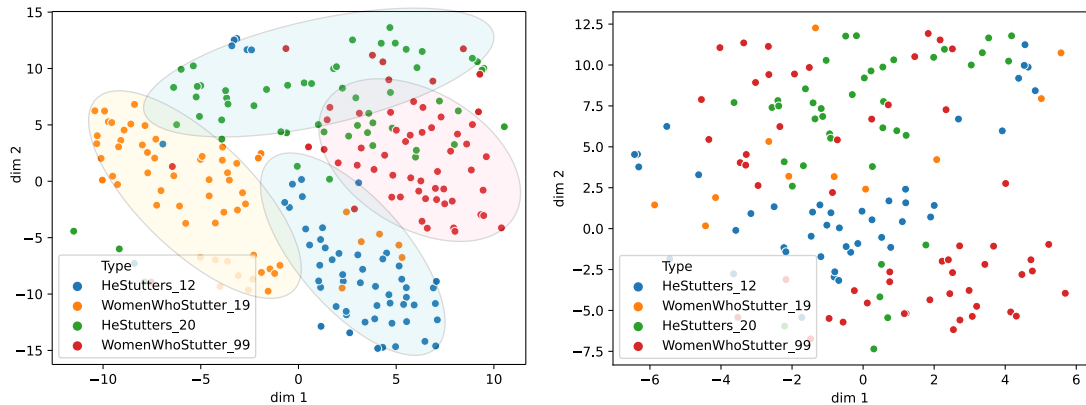 15
10
5
0
−5
−10
−15
dim 2
−10
−5
0
5
10
dim 1
Type
HeStutters_12
WomenWhoStutter_19
HeStutters_20
WomenWhoStutter_99
12.5
10.0
7.5
5.0
2.5
0.0
−2.5
−5.0
−7.5
dim 2
−6
−4
−2
0
2
4
6
dim 1
Type
HeStutters_12
WomenWhoStutter_19
HeStutters_20
WomenWhoStutter_99